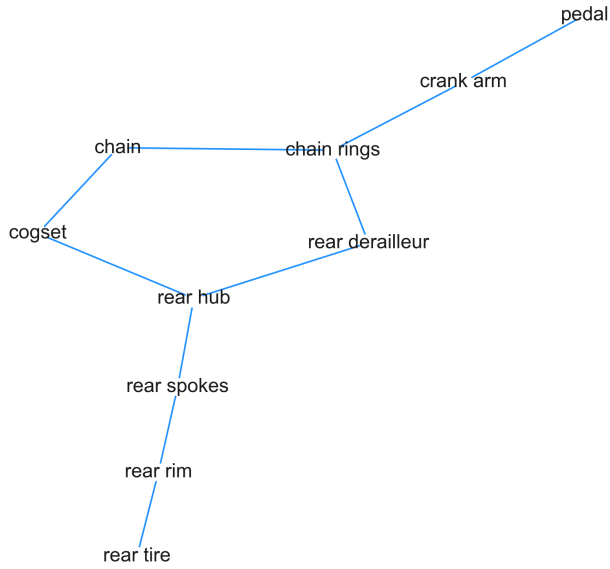 pedal
crank arm
chain
chain rings
cogset
rear derailleur
rear hub
rear spokes
rear rim
rear tire